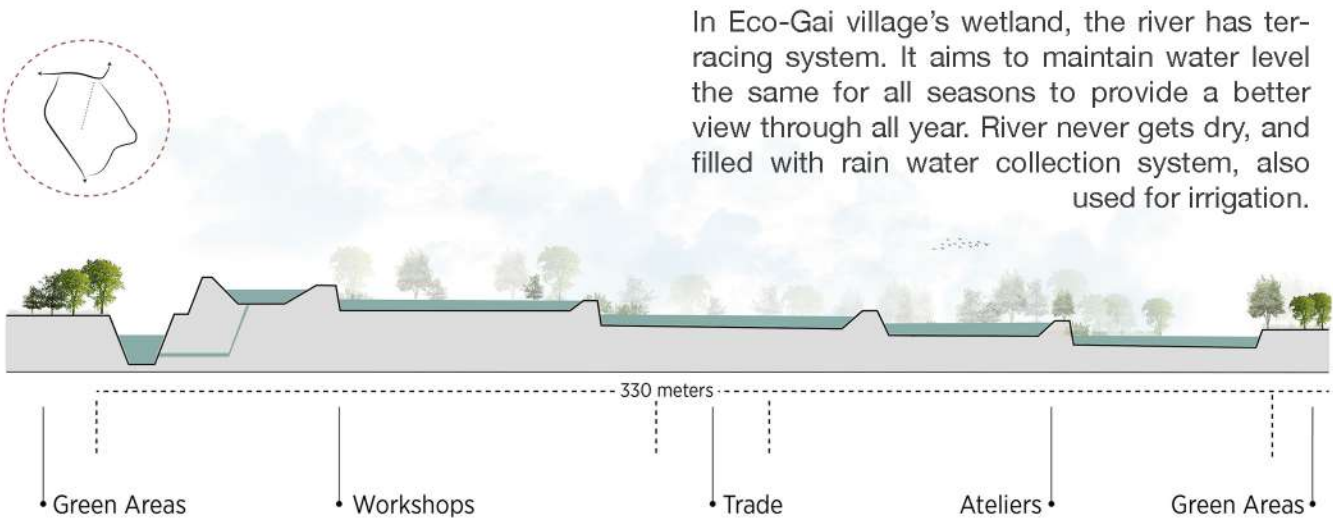 In Eco-Gai village's wetland, the river has ter-
racing system. It aims to maintain water level
the same for all seasons to provide a better
view through all year. River never gets dry, and
filled with rain water collection system, also
used for irrigation.
330 meters
Green Areas
Workshops
Trade
Ateliers
Green Areas